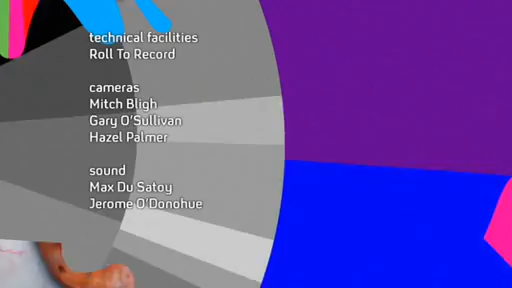 technical facilities
Roll To Record
cameras
Mitch Bligh
Gary O'Sullivan
Hazel Palmer
sound
Max Du Satoy
Jerome O'Donohue